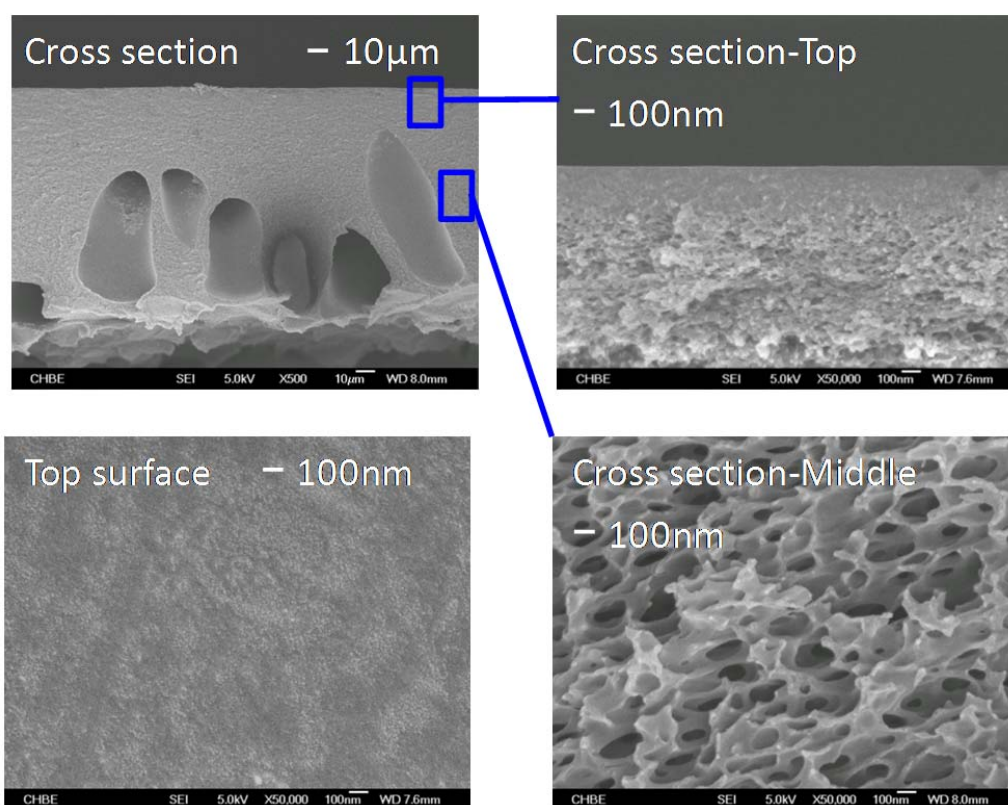 Cross section − 10µm
CHBE SEI 5.0kV X500 10µm WD 8.0mm
Cross section-Top
− 100nm
CHBE SEI 5.0kV X50,000 100nm WD 7.6mm
Top surface − 100nm
CHBE SEI 5.0kV X50,000 100nm WD 7.6mm
Cross section-Middle
− 100nm
CHBE SEI 5.0kV X50,000 100nm WD 8.0mm